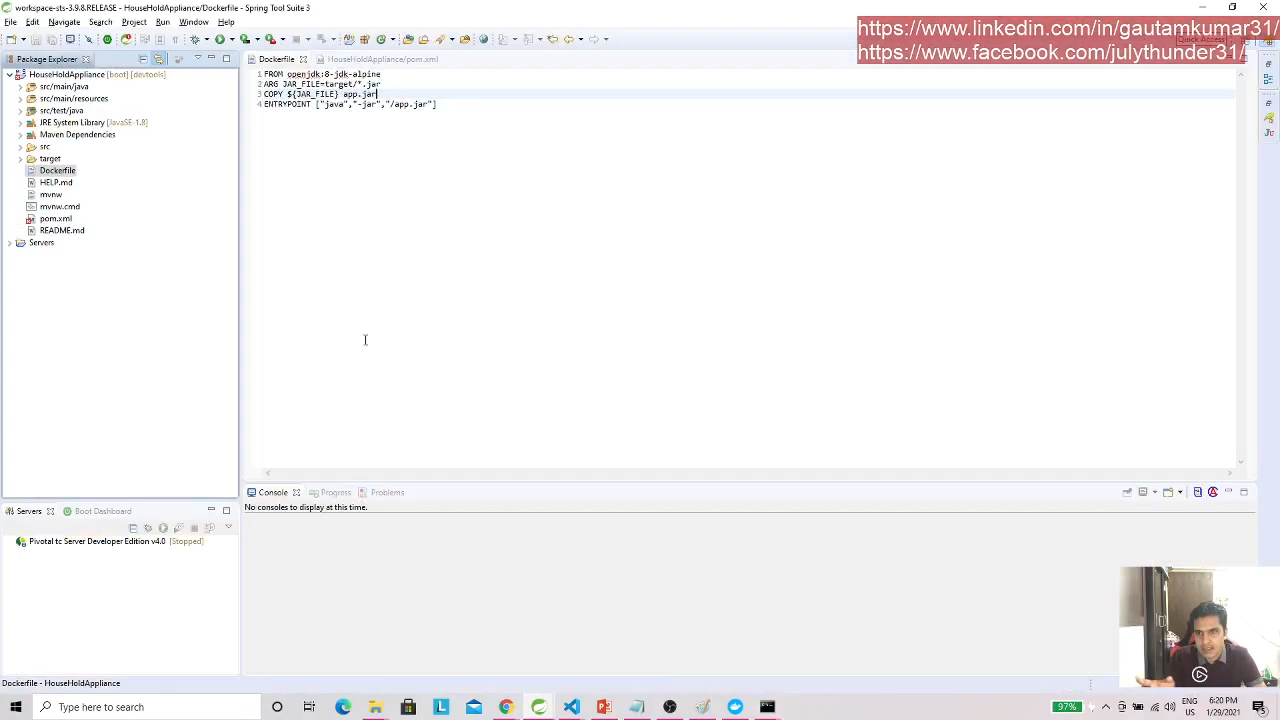 workspace-sts-3.9.8.RELEASE - HouseHoldAppliance/Dockerfile - Spring Tool Suite 3
https://www.linkedin.com/in/gautamkumar31/
https://www.facebook.com/julythunder31/
File Edit Navigate Search Project Run Window Help
Quick Access
Package Explorer
HouseHoldAppliance [boot] [devtools]
src/main/java
src/main/resources
src/test/java
JRE System Library [JavaSE-1.8]
Maven Dependencies
src
target
Dockerfile
HELP.md
mvnw
mvnw.cmd
pom.xml
README.md
Servers
Dockerfile HouseHoldAppliance/pom.xml
1 FROM openjdk:8-jdk-alpine
2 ARG JAR_FILE=target/*.jar
3 COPY ${JAR_FILE} app.jar
4 ENTRYPOINT ["java","-jar","/app.jar"]
Console Progress Problems
No consoles to display at this time.
Servers Boot Dashboard
Pivotal tc Server Developer Edition v4.0 [Stopped]
Dockerfile - HouseHoldAppliance
Type here to search
97%
ENG
US
6:20 PM
1/29/2021